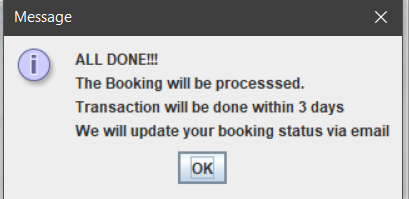 Message
ALL DONE!!!
The Booking will be processsed.
Transaction will be done within 3 days
We will update your booking status via email
OK